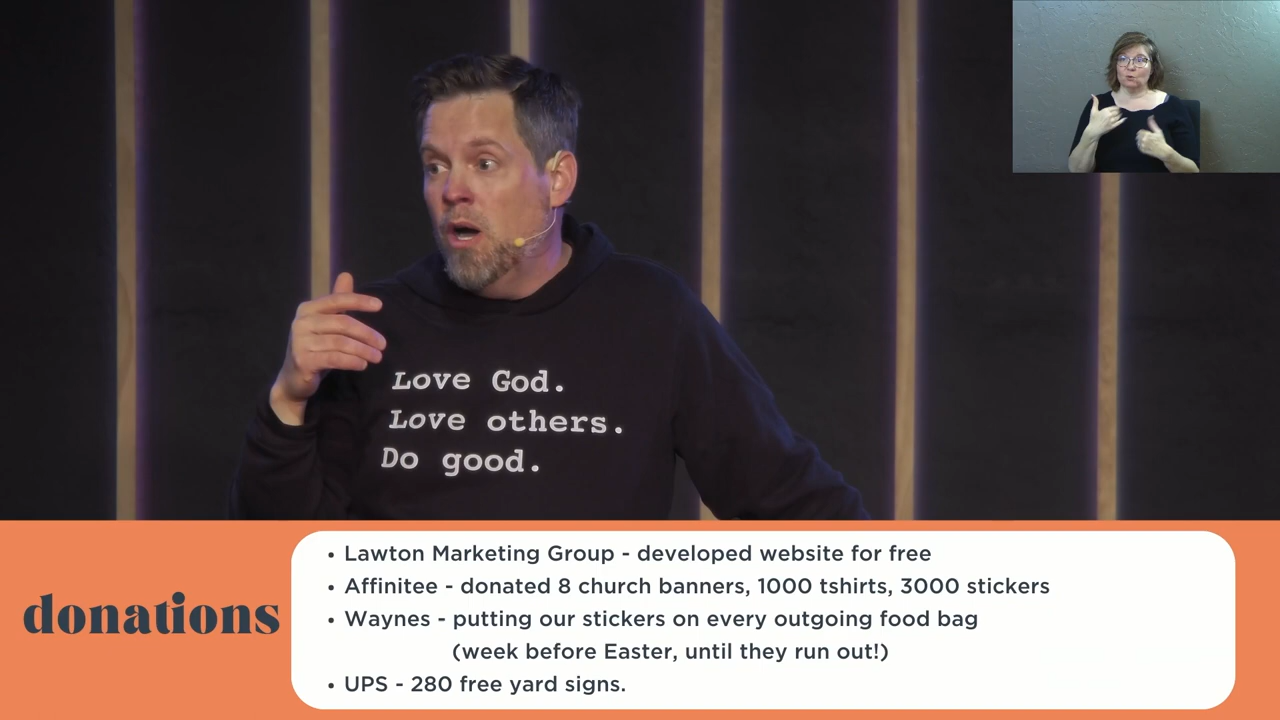 Love God.
Love others.
Do good.
donations
• Lawton Marketing Group - developed website for free
• Affinitee - donated 8 church banners, 1000 tshirts, 3000 stickers
• Waynes - putting our stickers on every outgoing food bag
(week before Easter, until they run out!)
• UPS - 280 free yard signs.